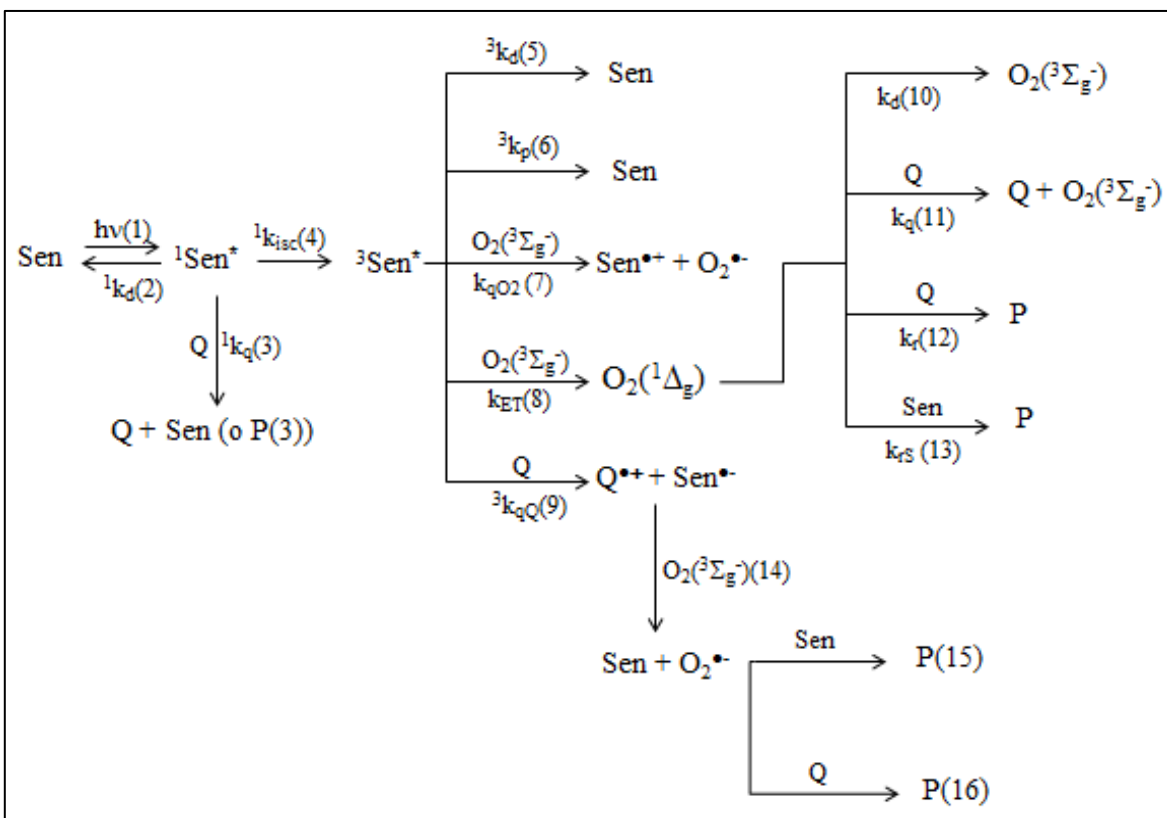 ³k_d(5)
Sen
O₂(³Σ_g⁻)
k_d(10)
³k_p(6)
Sen
Q
Q + O₂(³Σ_g⁻)
k_q(11)
Sen
hν(1)
¹k_d(2)
¹Sen*
¹k_isc(4)
³Sen*
O₂(³Σ_g⁻)
k_qO2 (7)
Sen•⁺ + O₂•⁻
Q
P
k_r(12)
Q ¹k_q(3)
Q + Sen (o P(3))
O₂(³Σ_g⁻)
k_ET(8)
O₂(¹Δ_g)
Sen
P
k_rS (13)
Q
³k_qQ(9)
Q•⁺ + Sen•⁻
O₂(³Σ_g⁻)(14)
Sen + O₂•⁻
Sen
P(15)
Q
P(16)